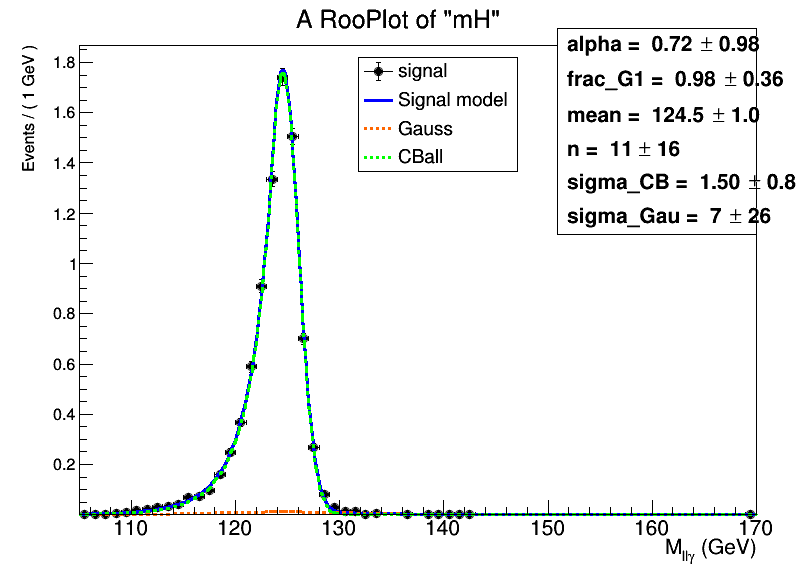 A RooPlot of "mH"
Events / ( 1 GeV )
1.8
1.6
1.4
1.2
1
0.8
0.6
0.4
0.2
signal
Signal model
Gauss
CBall
alpha = 0.72 ± 0.98
frac_G1 = 0.98 ± 0.36
mean = 124.5 ± 1.0
n = 11 ± 16
sigma_CB = 1.50 ± 0.8
sigma_Gau = 7 ± 26
110 120 130 140 150 160 170
M_llγ (GeV)